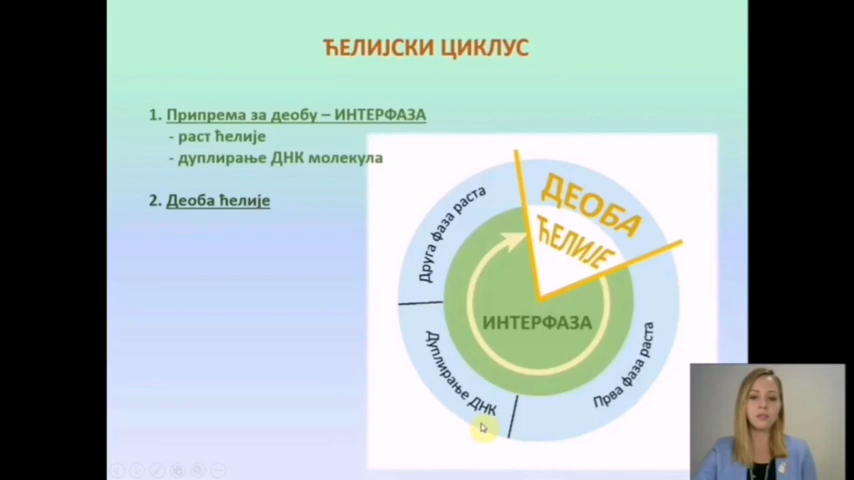 ЋЕЛИЈСКИ ЦИКЛУС
1. Припрема за деобу – ИНТЕРФАЗА
- раст ћелије
- дуплирање ДНК молекула
2. Деоба ћелије
ДЕОБА
ЋЕЛИЈЕ
Друга фаза раста
ИНТЕРФАЗА
Дуплирање ДНК
Прва фаза раста